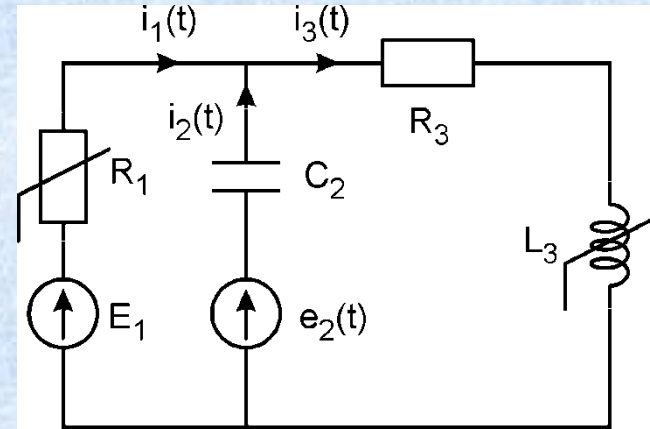 i₁(t) i₃(t)
i₂(t)
R₃
R₁ C₂
L₃
E₁ e₂(t)